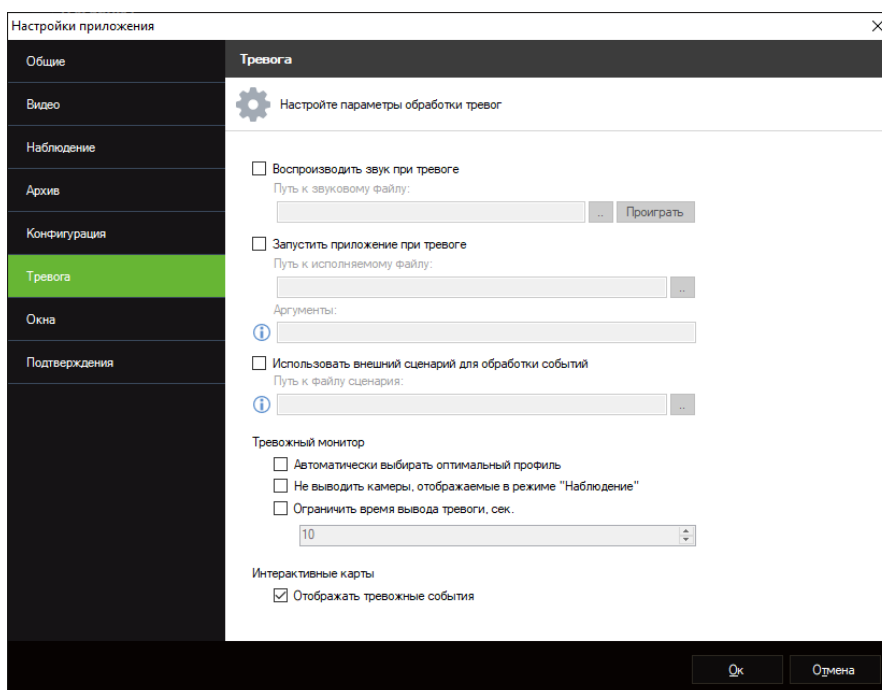 Настройки приложения
Общие
Видео
Наблюдение
Архив
Конфигурация
Тревога
Окна
Подтверждения
Тревога
Настройте параметры обработки тревог
Воспроизводить звук при тревоге
Путь к звуковому файлу:
.. Проиграть
Запустить приложение при тревоге
Путь к исполняемому файлу:
..
Аргументы:
Использовать внешний сценарий для обработки событий
Путь к файлу сценария:
..
Тревожный монитор
Автоматически выбирать оптимальный профиль
Не выводить камеры, отображаемые в режиме "Наблюдение"
Ограничить время вывода тревоги, сек.
10
Интерактивные карты
Отображать тревожные события
Ок Отмена